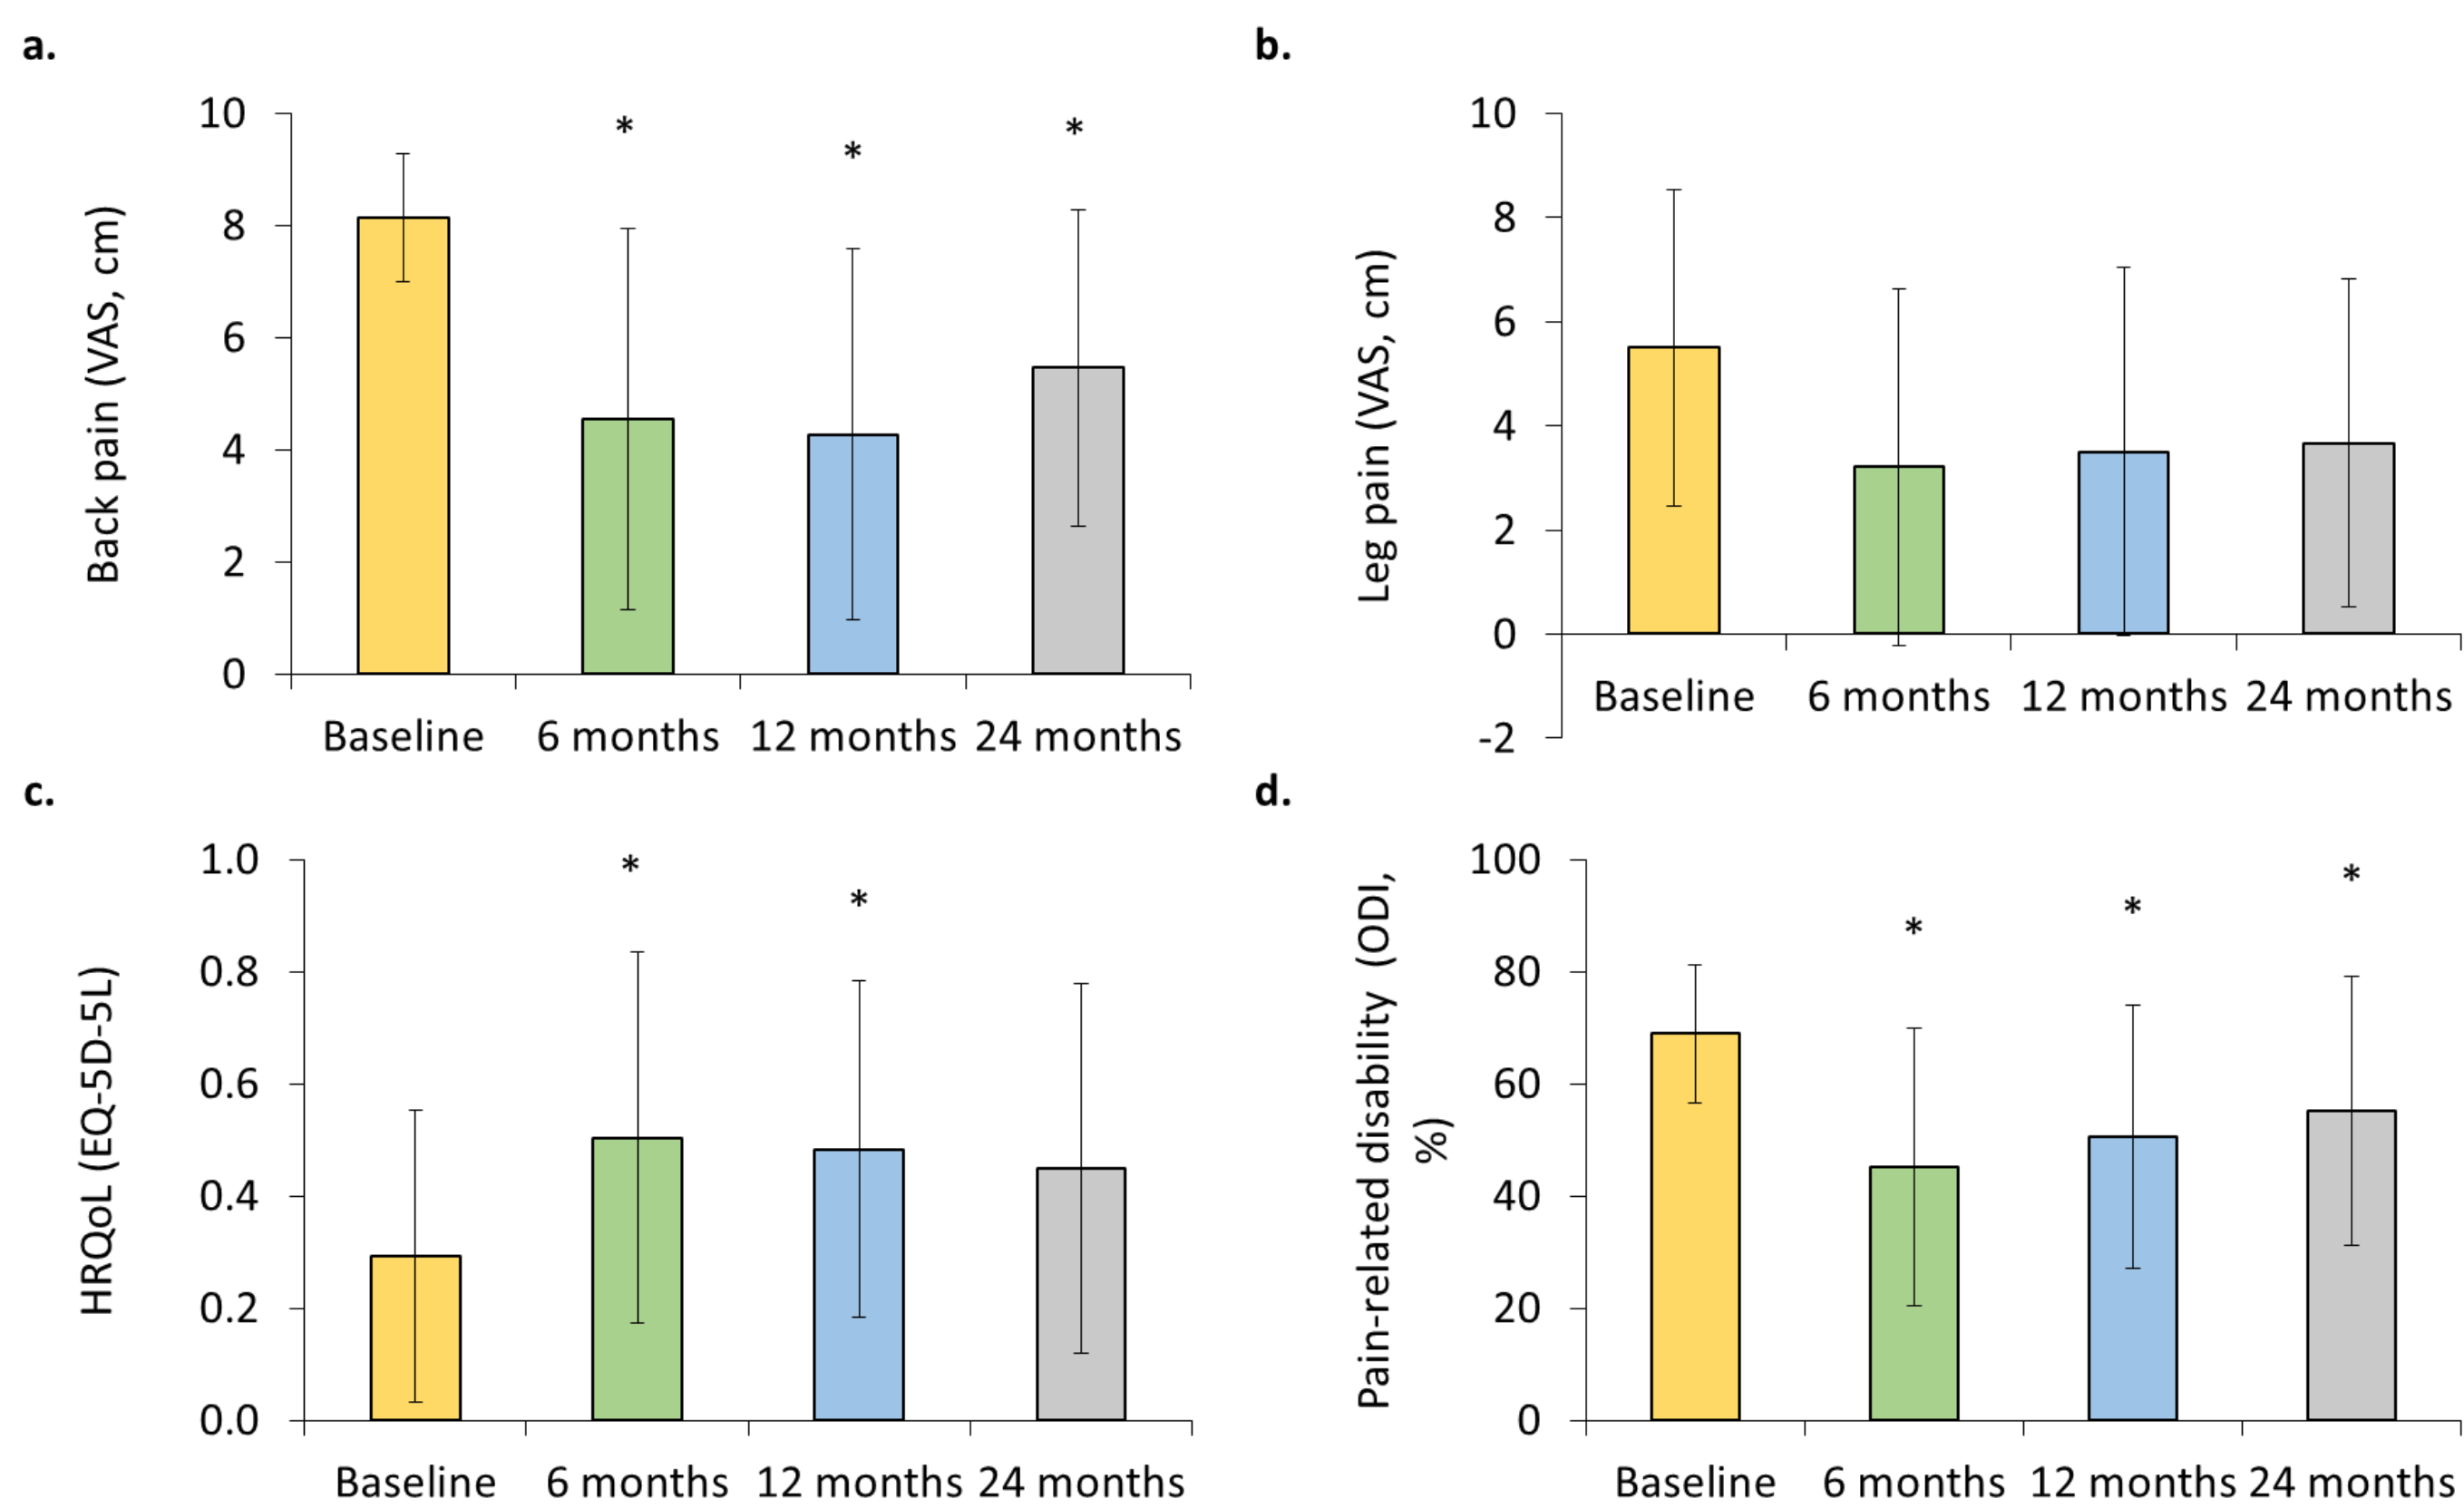 a.
Back pain (VAS, cm)
10
8
6
4
2
0
*
*
*
Baseline 6 months 12 months 24 months
b.
Leg pain (VAS, cm)
10
8
6
4
2
0
-2
Baseline 6 months 12 months 24 months
c.
HRQoL (EQ-5D-5L)
1.0
0.8
0.6
0.4
0.2
0.0
*
*
Baseline 6 months 12 months 24 months
d.
Pain-related disability (ODI,
%)
100
80
60
40
20
0
*
*
*
Baseline 6 months 12 months 24 months